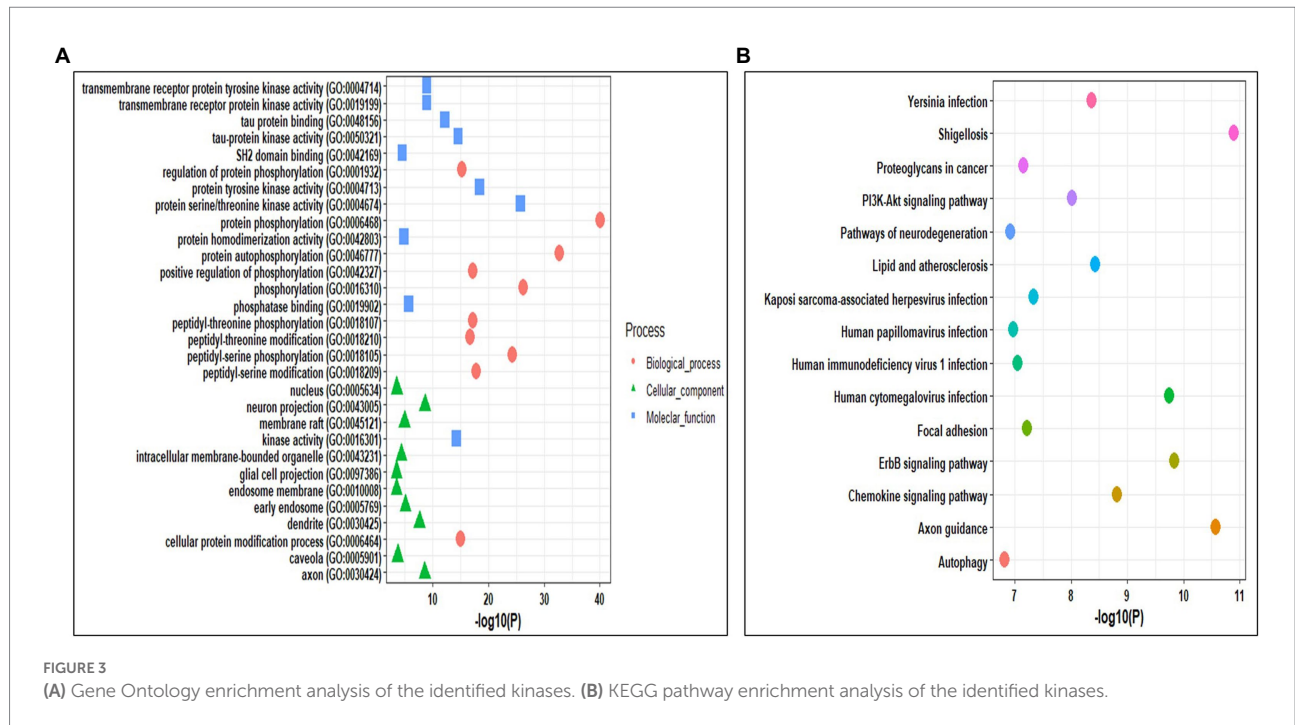 A
transmembrane receptor protein tyrosine kinase activity (GO:0004714)
transmembrane receptor protein kinase activity (GO:0019199)
tau protein binding (GO:0048156)
tau-protein kinase activity (GO:0050321)
SH2 domain binding (GO:0042169)
regulation of protein phosphorylation (GO:0001932)
protein tyrosine kinase activity (GO:0004713)
protein serine/threonine kinase activity (GO:0004674)
protein phosphorylation (GO:0006468)
protein homodimerization activity (GO:0042803)
protein autophosphorylation (GO:0046777)
positive regulation of phosphorylation (GO:0042327)
phosphorylation (GO:0016310)
phosphatase binding (GO:0019902)
peptidyl-threonine phosphorylation (GO:0018107)
peptidyl-threonine modification (GO:0018210)
peptidyl-serine phosphorylation (GO:0018105)
peptidyl-serine modification (GO:0018209)
nucleus (GO:0005634)
neuron projection (GO:0043005)
membrane raft (GO:0045121)
kinase activity (GO:0016301)
intracellular membrane-bounded organelle (GO:0043231)
glial cell projection (GO:0097386)
endosome membrane (GO:0010008)
early endosome (GO:0005769)
dendrite (GO:0030425)
cellular protein modification process (GO:0006464)
caveola (GO:0005901)
axon (GO:0030424)
10 20 30 40
-log10(P)
Process
Biological_process
Cellular_component
Moleclar_function
B
Yersinia infection
Shigellosis
Proteoglycans in cancer
PI3K-Akt signaling pathway
Pathways of neurodegeneration
Lipid and atherosclerosis
Kaposi sarcoma-associated herpesvirus infection
Human papillomavirus infection
Human immunodeficiency virus 1 infection
Human cytomegalovirus infection
Focal adhesion
ErbB signaling pathway
Chemokine signaling pathway
Axon guidance
Autophagy
7 8 9 10 11
-log10(P)
FIGURE 3
(A) Gene Ontology enrichment analysis of the identified kinases. (B) KEGG pathway enrichment analysis of the identified kinases.